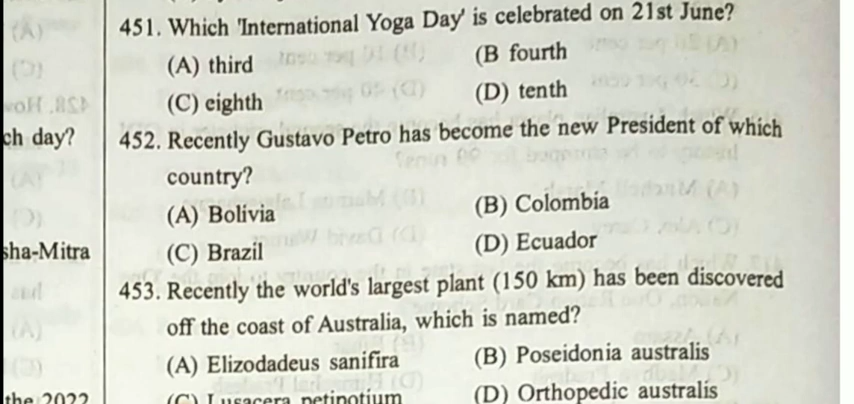 451. Which 'International Yoga Day' is celebrated on 21st June?
(A) third (B fourth
(C) eighth (D) tenth
ch day?
452. Recently Gustavo Petro has become the new President of which
country?
(A) Bolivia (B) Colombia
sha-Mitra
(C) Brazil (D) Ecuador
453. Recently the world's largest plant (150 km) has been discovered
off the coast of Australia, which is named?
(A) Elizodadeus sanifira (B) Poseidonia australis
the 2022
(C) Lusacera petinotium (D) Orthopedic australis